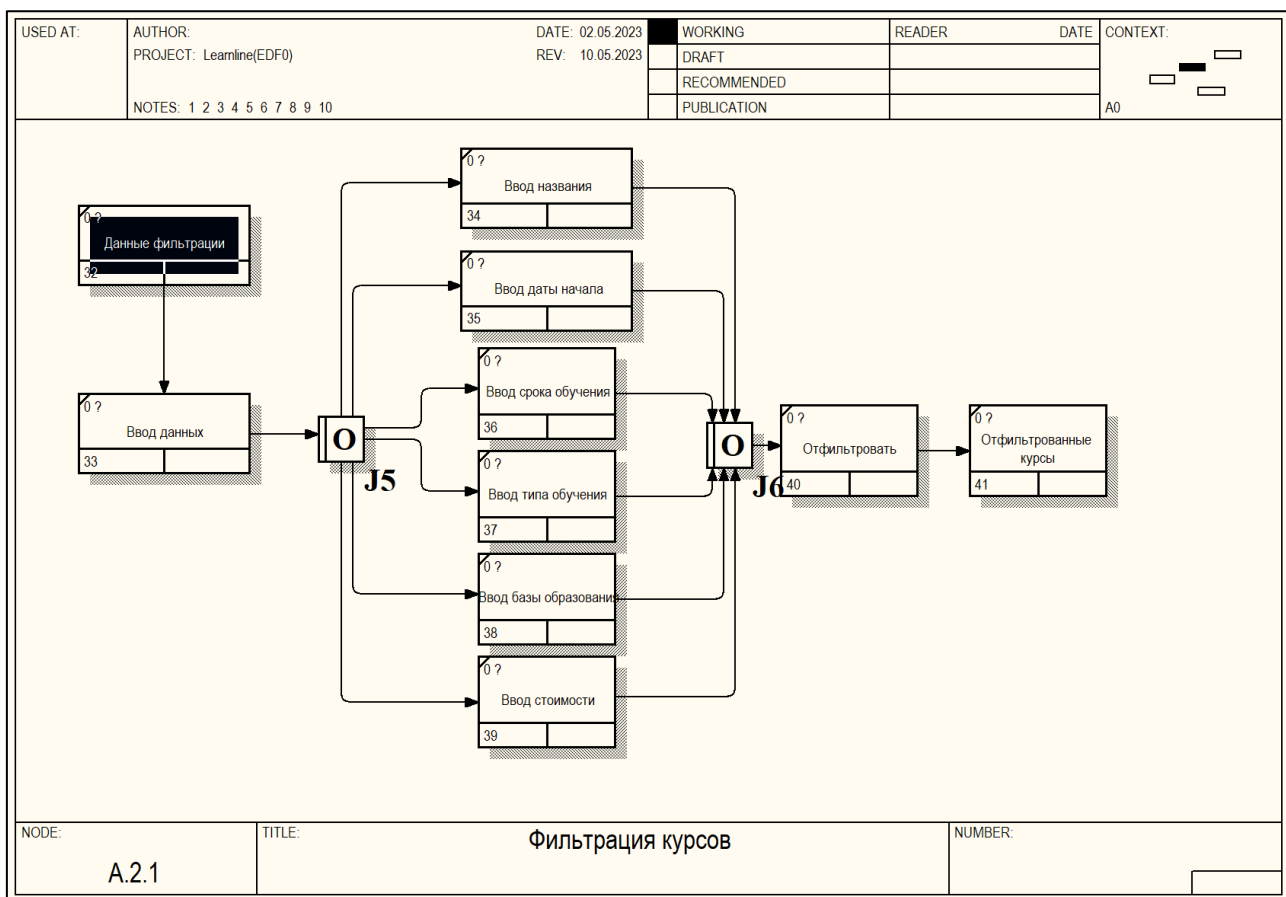 USED AT:
AUTHOR:
DATE: 02.05.2023
WORKING
READER
DATE
CONTEXT:
PROJECT: Learnline(EDF0)
REV: 10.05.2023
DRAFT
RECOMMENDED
NOTES: 1 2 3 4 5 6 7 8 9 10
PUBLICATION
A0
0 ?
Данные фильтрации
32
0 ?
Ввод данных
33
O
J5
0 ?
Ввод названия
34
0 ?
Ввод даты начала
35
0 ?
Ввод срока обучения
36
0 ?
Ввод типа обучения
37
0 ?
Ввод базы образования
38
0 ?
Ввод стоимости
39
O
J6
0 ?
Отфильтровать
40
0 ?
Отфильтрованные
курсы
41
NODE:
A.2.1
TITLE:
Фильтрация курсов
NUMBER: